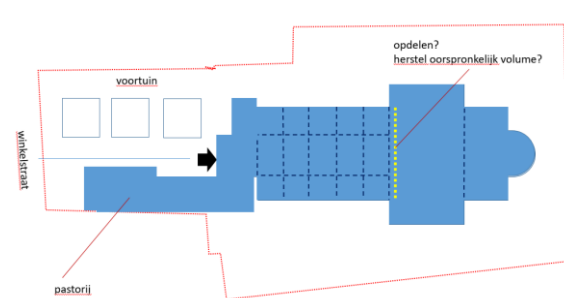 opdelen?
herstel oorspronkelijk volume?
voortuin
winkelstraat
pastorij